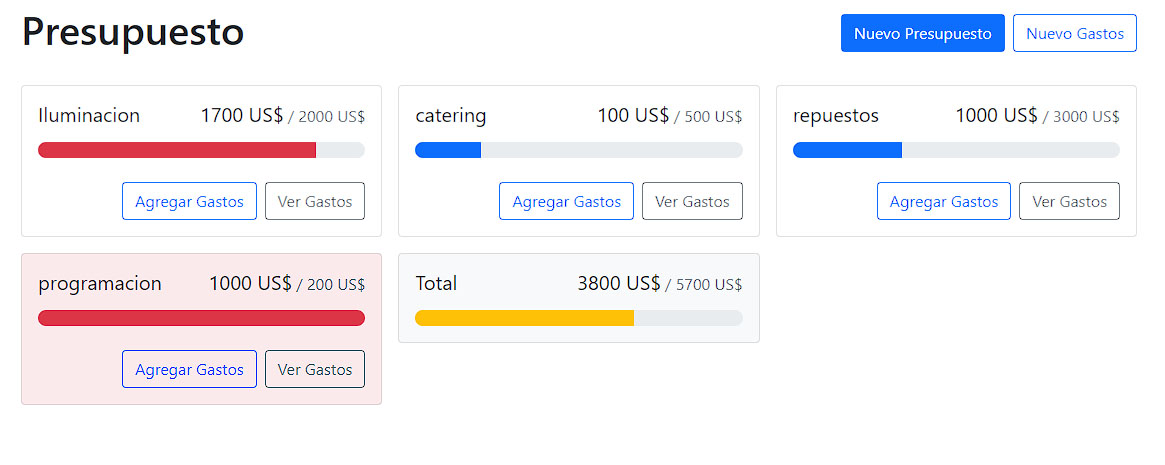 Presupuesto
Nuevo Presupuesto
Nuevo Gastos
Iluminacion 1700 US$ / 2000 US$
Agregar Gastos
Ver Gastos
catering 100 US$ / 500 US$
Agregar Gastos
Ver Gastos
repuestos 1000 US$ / 3000 US$
Agregar Gastos
Ver Gastos
programacion 1000 US$ / 200 US$
Agregar Gastos
Ver Gastos
Total 3800 US$ / 5700 US$